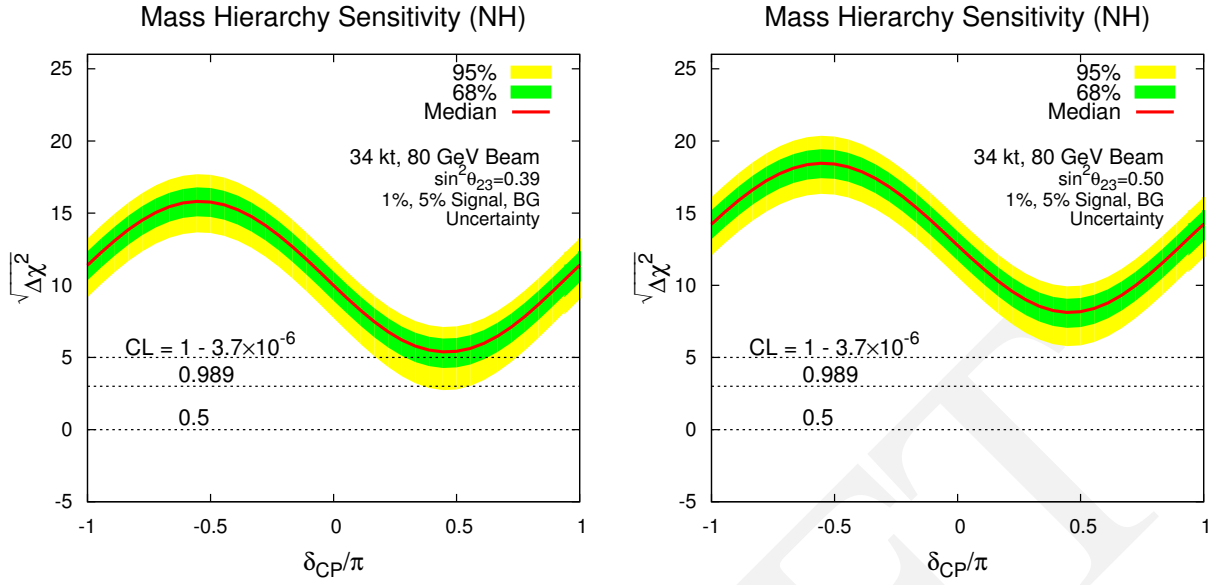 Mass Hierarchy Sensitivity (NH)
95%
68%
Median
34 kt, 80 GeV Beam
sin²θ₂₃=0.39
1%, 5% Signal, BG
Uncertainty
CL = 1 - 3.7×10⁻⁶
0.989
0.5
25
20
15
10
5
0
-5
√Δχ²
-1
-0.5
0
0.5
1
δCP/π
Mass Hierarchy Sensitivity (NH)
95%
68%
Median
34 kt, 80 GeV Beam
sin²θ₂₃=0.50
1%, 5% Signal, BG
Uncertainty
CL = 1 - 3.7×10⁻⁶
0.989
0.5
25
20
15
10
5
0
-5
√Δχ²
-1
-0.5
0
0.5
1
δCP/π